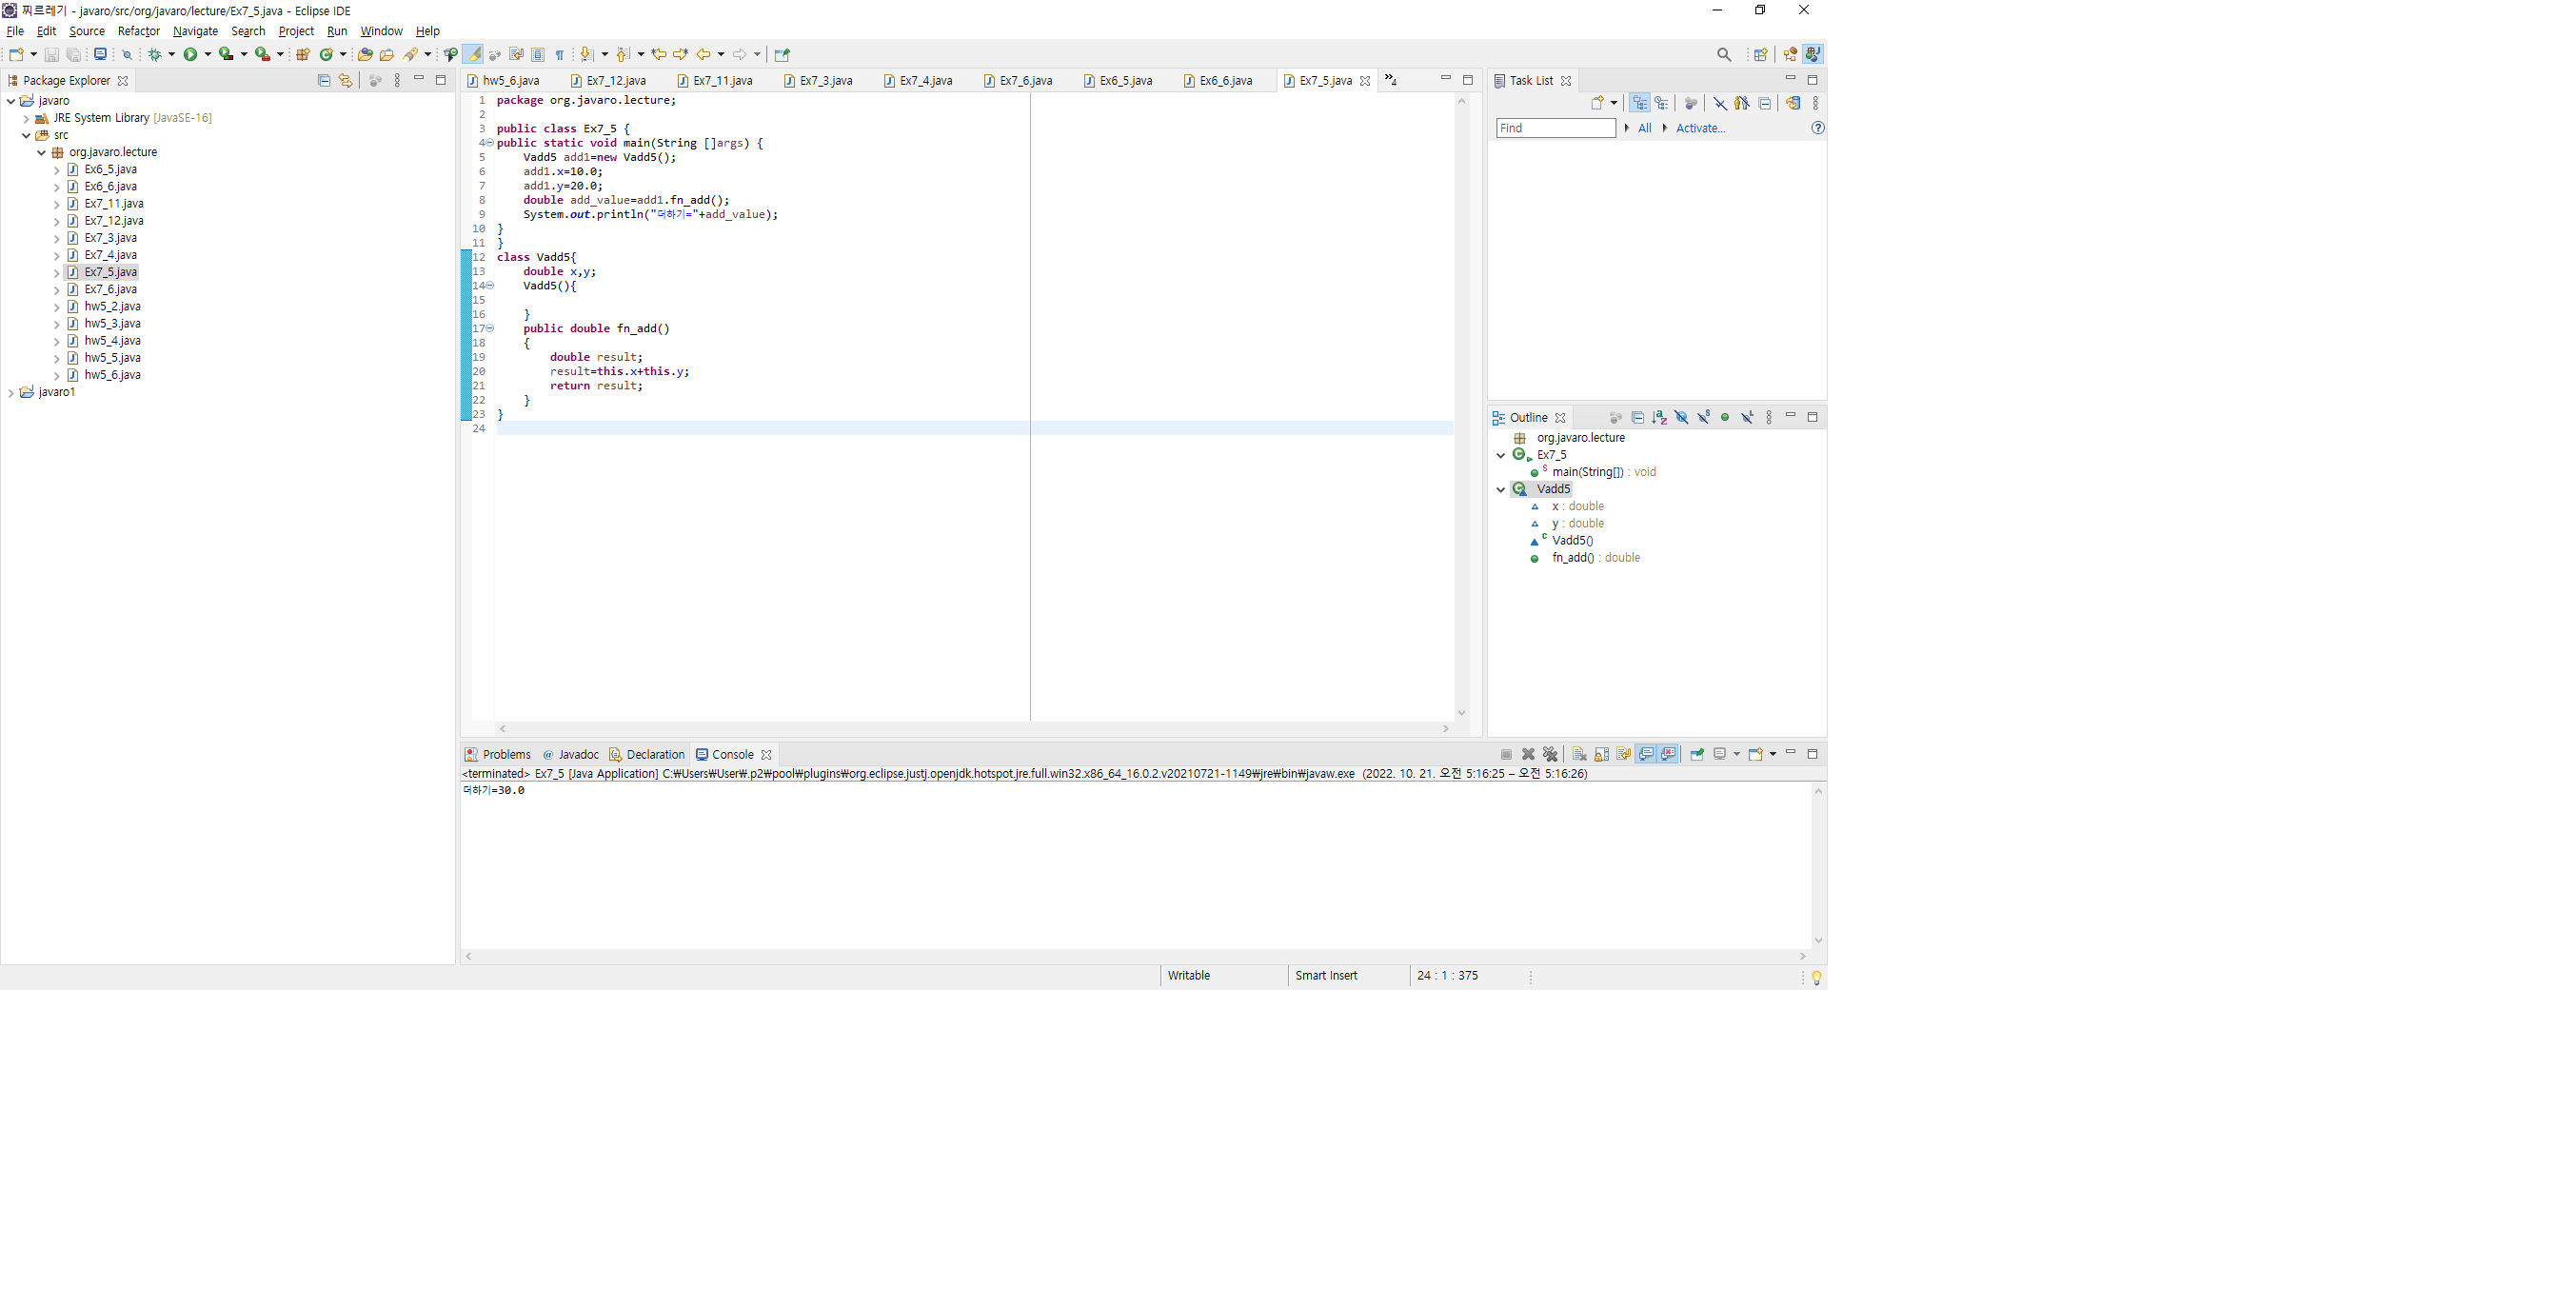 찌르레기 - javaro/src/org/javaro/lecture/Ex7_5.java - Eclipse IDE
File Edit Source Refactor Navigate Search Project Run Window Help
Package Explorer
javaro
JRE System Library [JavaSE-16]
src
org.javaro.lecture
Ex6_5.java
Ex6_6.java
Ex7_11.java
Ex7_12.java
Ex7_3.java
Ex7_4.java
Ex7_5.java
Ex7_6.java
hw5_2.java
hw5_3.java
hw5_4.java
hw5_5.java
hw5_6.java
javaro1
hw5_6.java Ex7_12.java Ex7_11.java Ex7_3.java Ex7_4.java Ex7_6.java Ex6_5.java Ex6_6.java Ex7_5.java »4
1 package org.javaro.lecture;
2
3 public class Ex7_5 {
4 public static void main(String []args) {
5     Vadd5 add1=new Vadd5();
6     add1.x=10.0;
7     add1.y=20.0;
8     double add_value=add1.fn_add();
9     System.out.println("더하기="+add_value);
10 }
11 }
12 class Vadd5{
13     double x,y;
14     Vadd5(){
15
16     }
17     public double fn_add()
18     {
19         double result;
20         result=this.x+this.y;
21         return result;
22     }
23 }
24
Task List
Find All Activate...
Outline
org.javaro.lecture
Ex7_5
main(String[]) : void
Vadd5
x : double
y : double
Vadd5()
fn_add() : double
Problems Javadoc Declaration Console
<terminated> Ex7_5 [Java Application] C:₩Users₩User₩.p2₩pool₩plugins₩org.eclipse.justj.openjdk.hotspot.jre.full.win32.x86_64_16.0.2.v20210721-1149₩jre₩bin₩javaw.exe (2022. 10. 21. 오전 5:16:25 – 오전 5:16:26)
더하기=30.0
Writable Smart Insert 24 : 1 : 375